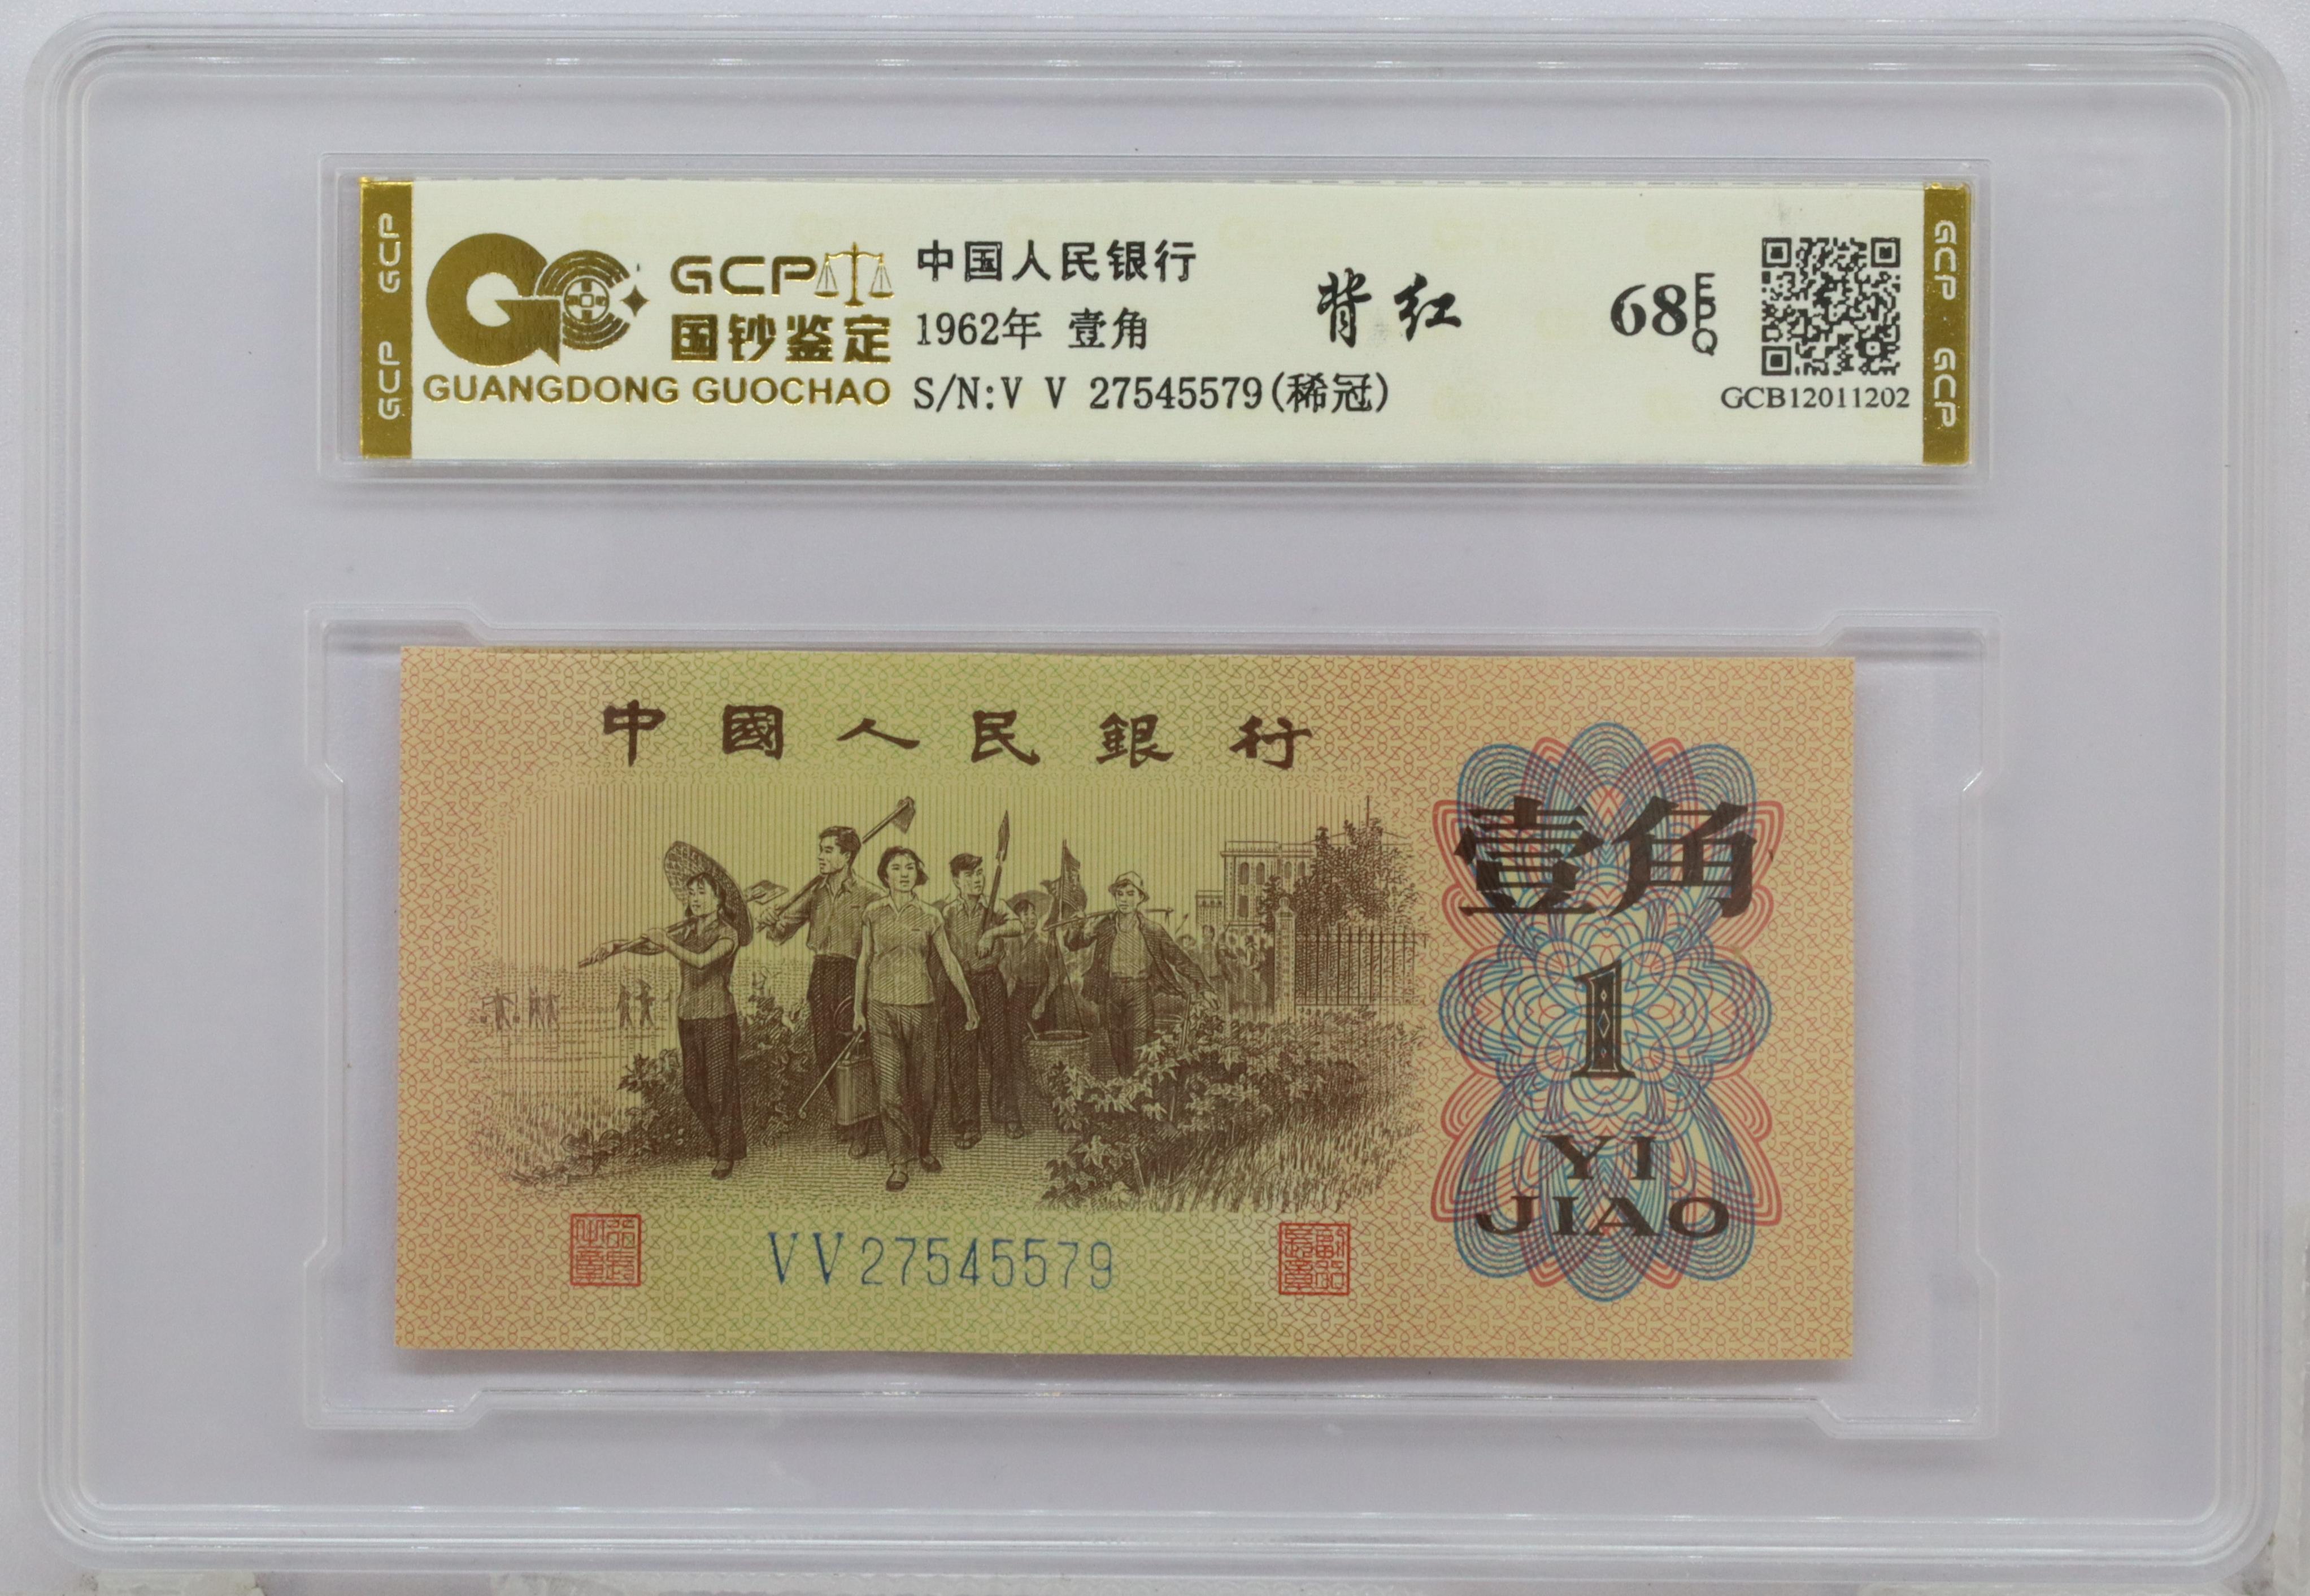 GCP GCP
GCP
国钞鉴定
GUANGDONG GUOCHAO
中国人民银行
1962年 壹角
S/N:V V 27545579(稀冠)
背红
68 EPQ
GCB12011202
GCP · GCP
中國人民銀行
壹角
1
YI
JIAO
VV27545579